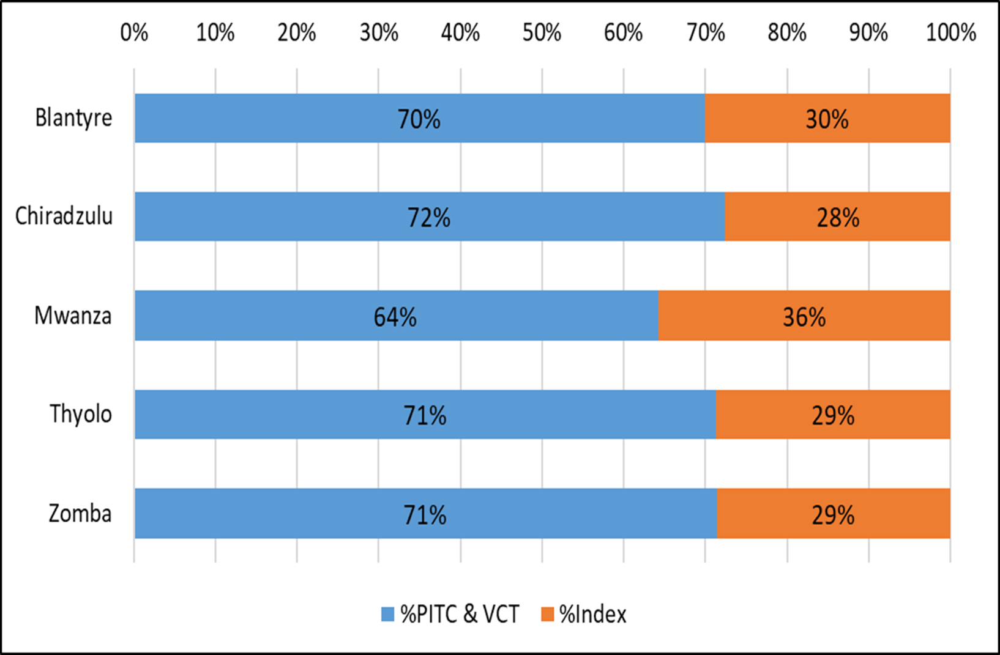 0% 10% 20% 30% 40% 50% 60% 70% 80% 90% 100%
Blantyre 70% 30%
Chiradzulu 72% 28%
Mwanza 64% 36%
Thyolo 71% 29%
Zomba 71% 29%
%PITC & VCT %Index